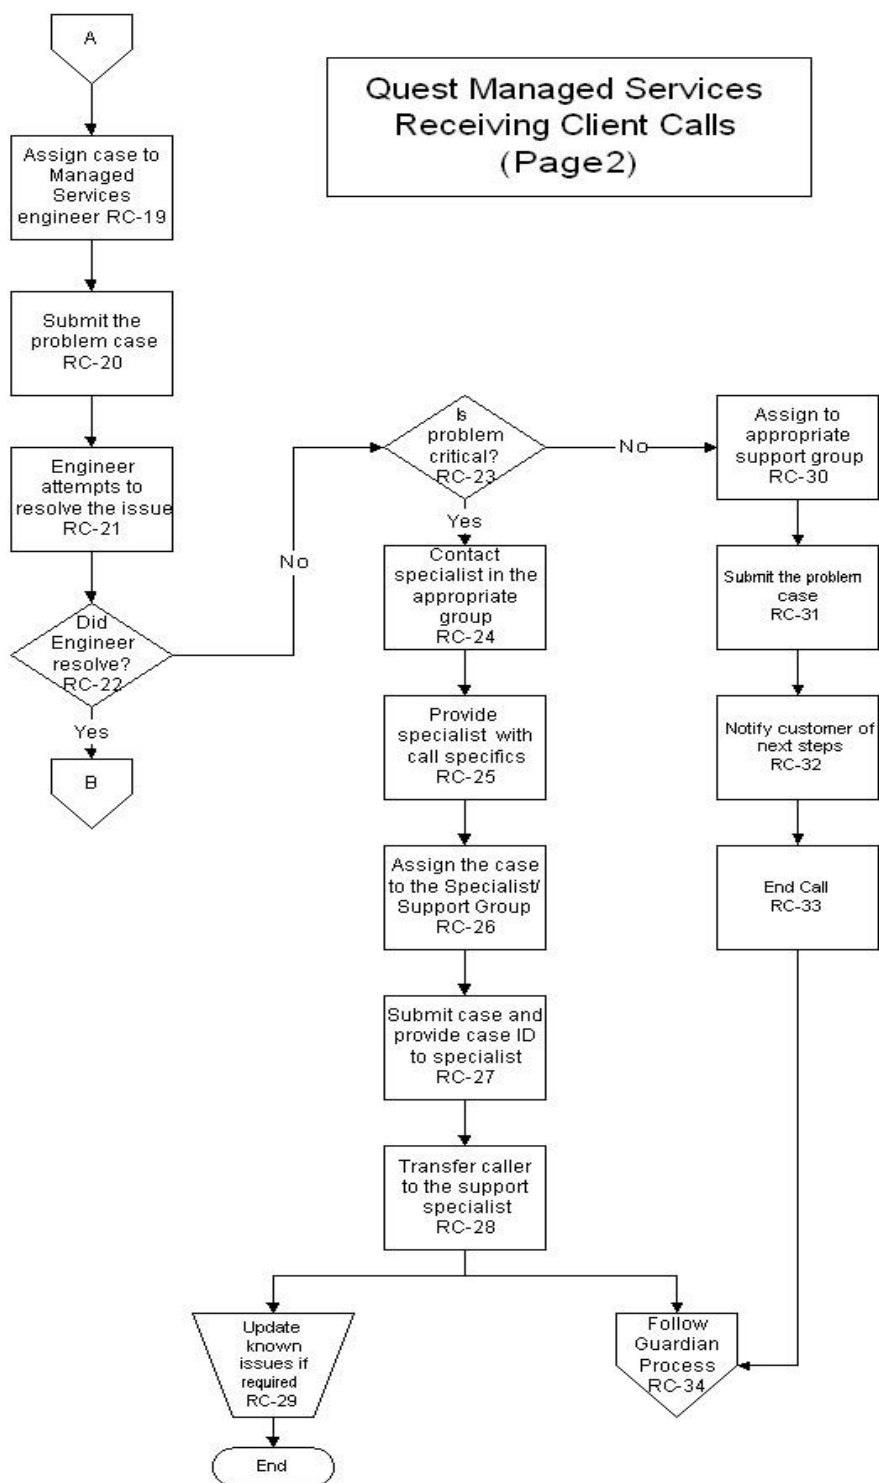 A
Quest Managed Services
Receiving Client Calls
(Page2)
Assign case to
Managed
Services
engineer RC-19
Submit the
problem case
RC-20
Engineer
attempts to
resolve the issue
RC-21
Did
Engineer
resolve?
RC-22
Yes
B
No
Is
problem
critical?
RC-23
Yes
Contact
specialist in the
appropriate
group
RC-24
Provide
specialist with
call specifics
RC-25
Assign the case
to the Specialist/
Support Group
RC-26
Submit case and
provide case ID
to specialist
RC-27
Transfer caller
to the support
specialist
RC-28
Update
known
issues if
required
RC-29
End
No
Assign to
appropriate
support group
RC-30
Submit the problem
case
RC-31
Notify customer of
next steps
RC-32
End Call
RC-33
Follow
Guardian
Process
RC-34